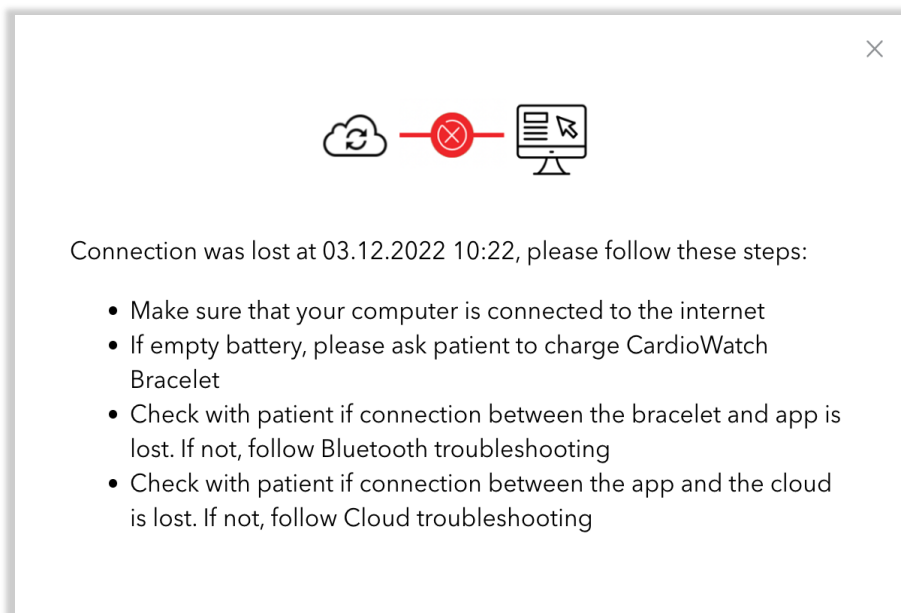 Connection was lost at 03.12.2022 10:22, please follow these steps:
• Make sure that your computer is connected to the internet
• If empty battery, please ask patient to charge CardioWatch
Bracelet
• Check with patient if connection between the bracelet and app is
lost. If not, follow Bluetooth troubleshooting
• Check with patient if connection between the app and the cloud
is lost. If not, follow Cloud troubleshooting